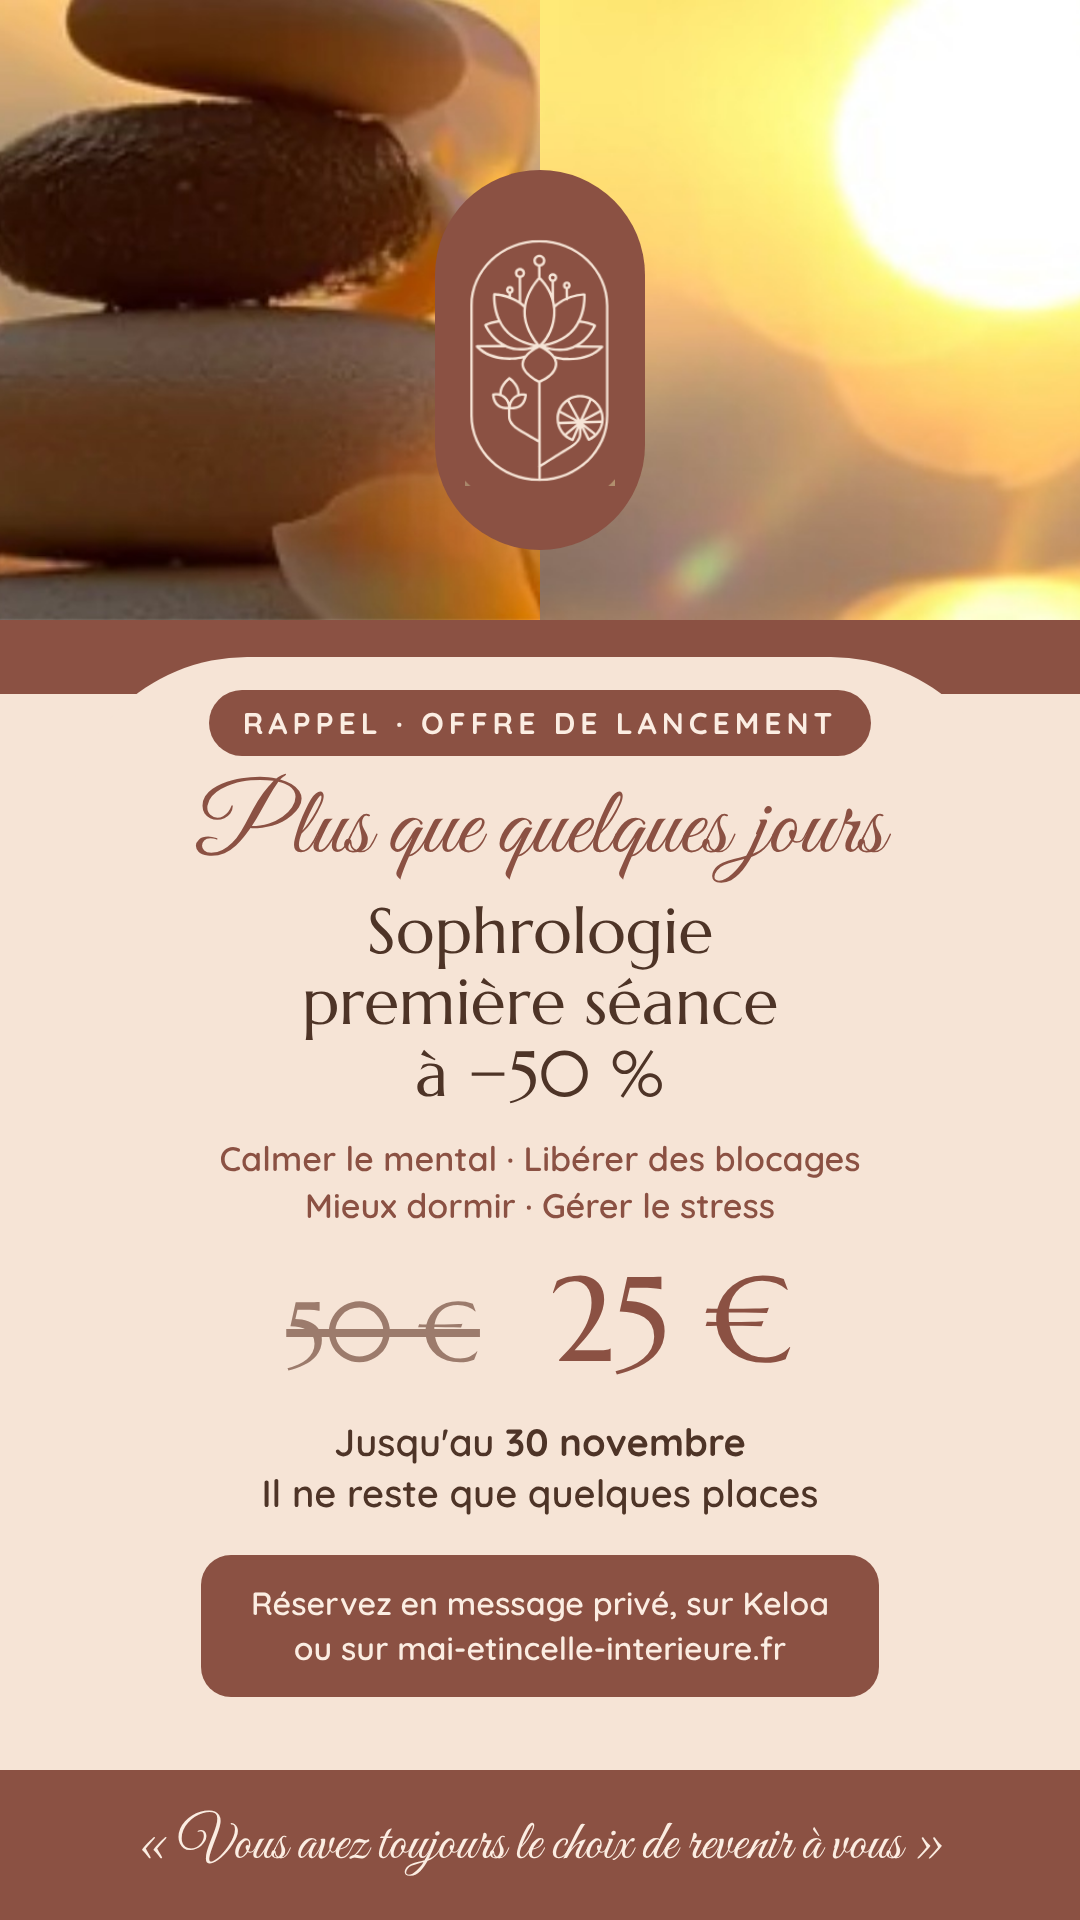 RAPPEL · OFFRE DE LANCEMENT
Plus que quelques jours
Sophrologie
première séance
à −50 %
Calmer le mental · Libérer des blocages
Mieux dormir · Gérer le stress
50 € 25 €
Jusqu'au 30 novembre
Il ne reste que quelques places
Réservez en message privé, sur Keloa
ou sur mai-etincelle-interieure.fr
« Vous avez toujours le choix de revenir à vous »